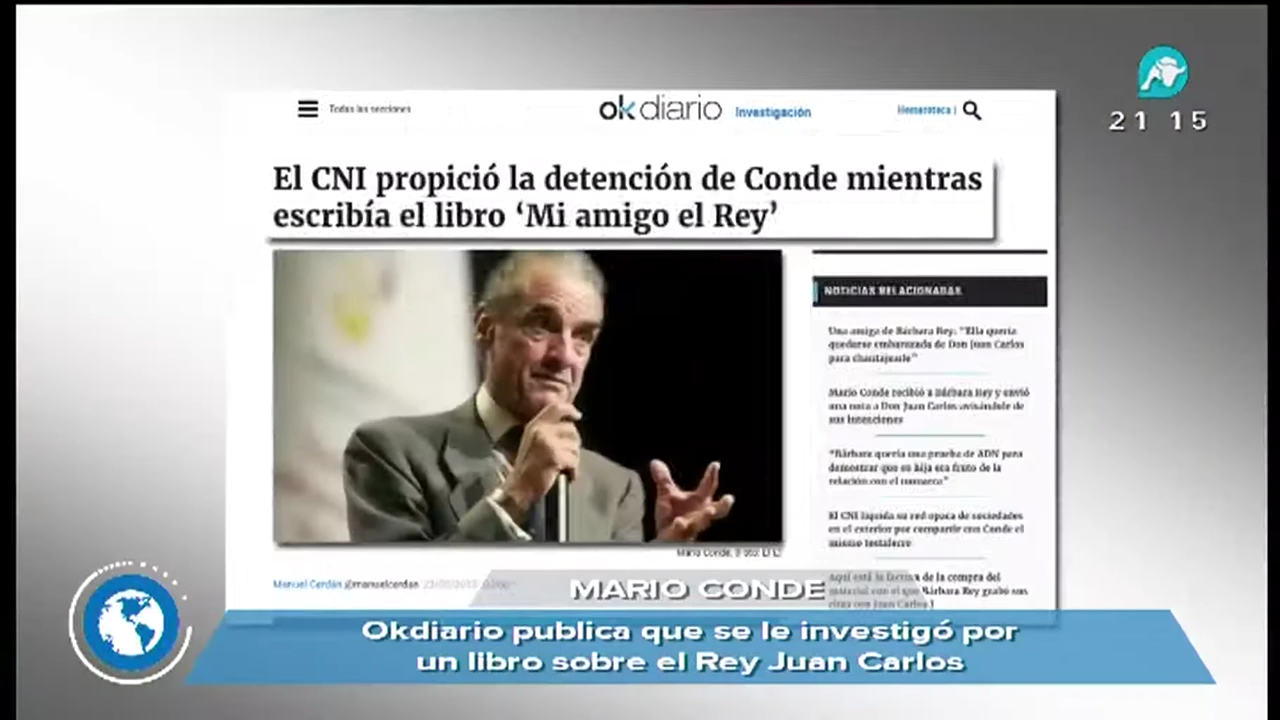 21 15
Todas las secciones
okdiario Investigación
Hemeroteca |
El CNI propició la detención de Conde mientras
escribía el libro ‘Mi amigo el Rey’
NOTICIAS RELACIONADAS
Una amiga de Bárbara Rey: “Ella quería
quedarse embarazada de Don Juan Carlos
para chantajearle”
Mario Conde recibió a Bárbara Rey y envió
una nota a Don Juan Carlos avisándole de
sus intenciones
“Bárbara quería una prueba de ADN para
demostrar que su hija era fruto de la
relación con el monarca”
El CNI liquida su red opaca de sociedades
en el exterior por compartir con Conde el
mismo testaferro
Aquí está la factura de la compra del
material con el que Bárbara Rey grabó sus
citas con Juan Carlos I
Mario Conde. (Foto: EFE)
Manuel Cerdán @manuelcerdan
MARIO CONDE
Okdiario publica que se le investigó por
un libro sobre el Rey Juan Carlos